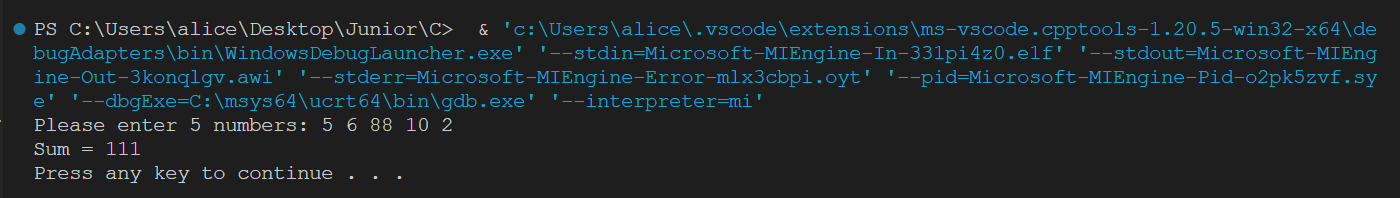 PS C:\Users\alice\Desktop\Junior\C>  & 'c:\Users\alice\.vscode\extensions\ms-vscode.cpptools-1.20.5-win32-x64\de
bugAdapters\bin\WindowsDebugLauncher.exe' '--stdin=Microsoft-MIEngine-In-331pi4z0.e1f' '--stdout=Microsoft-MIEng
ine-Out-3konqlgv.awi' '--stderr=Microsoft-MIEngine-Error-mlx3cbpi.oyt' '--pid=Microsoft-MIEngine-Pid-o2pk5zvf.sy
e' '--dbgExe=C:\msys64\ucrt64\bin\gdb.exe' '--interpreter=mi'
Please enter 5 numbers: 5 6 88 10 2
Sum = 111
Press any key to continue . . .